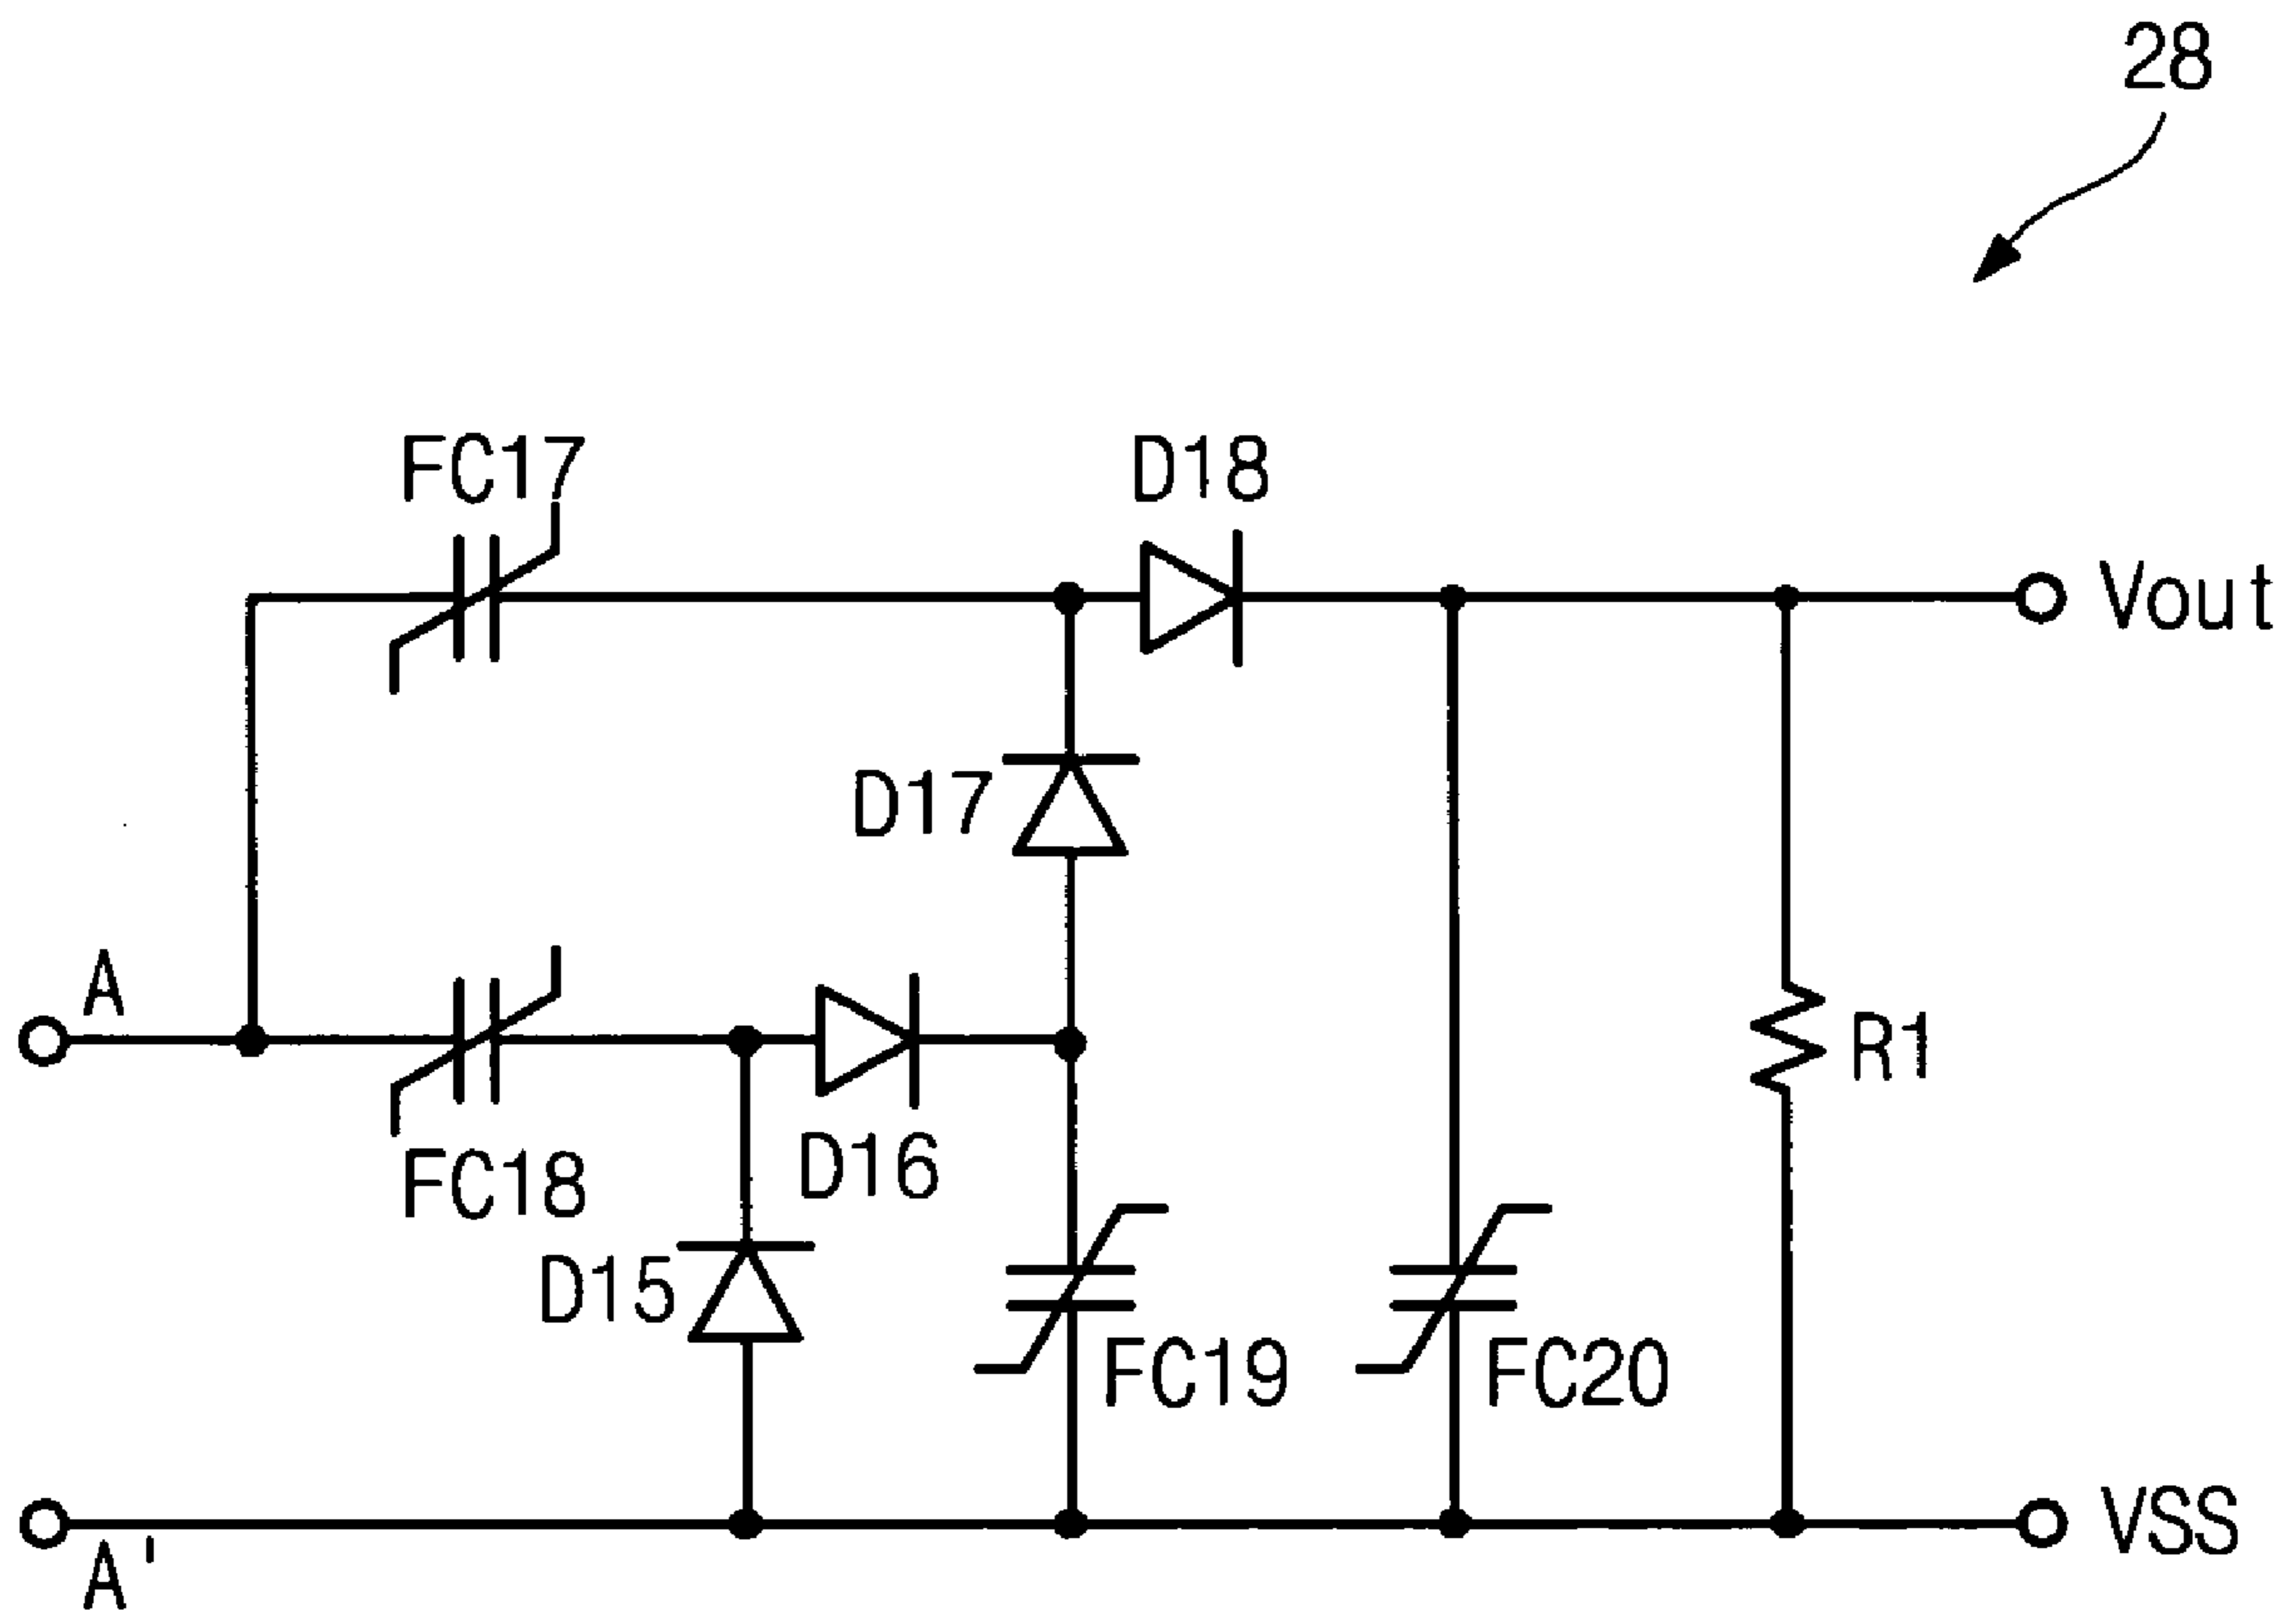 28
FC17
D18
Vout
D17
A
R1
D16
FC18
D15
FC19
FC20
VSS
A'